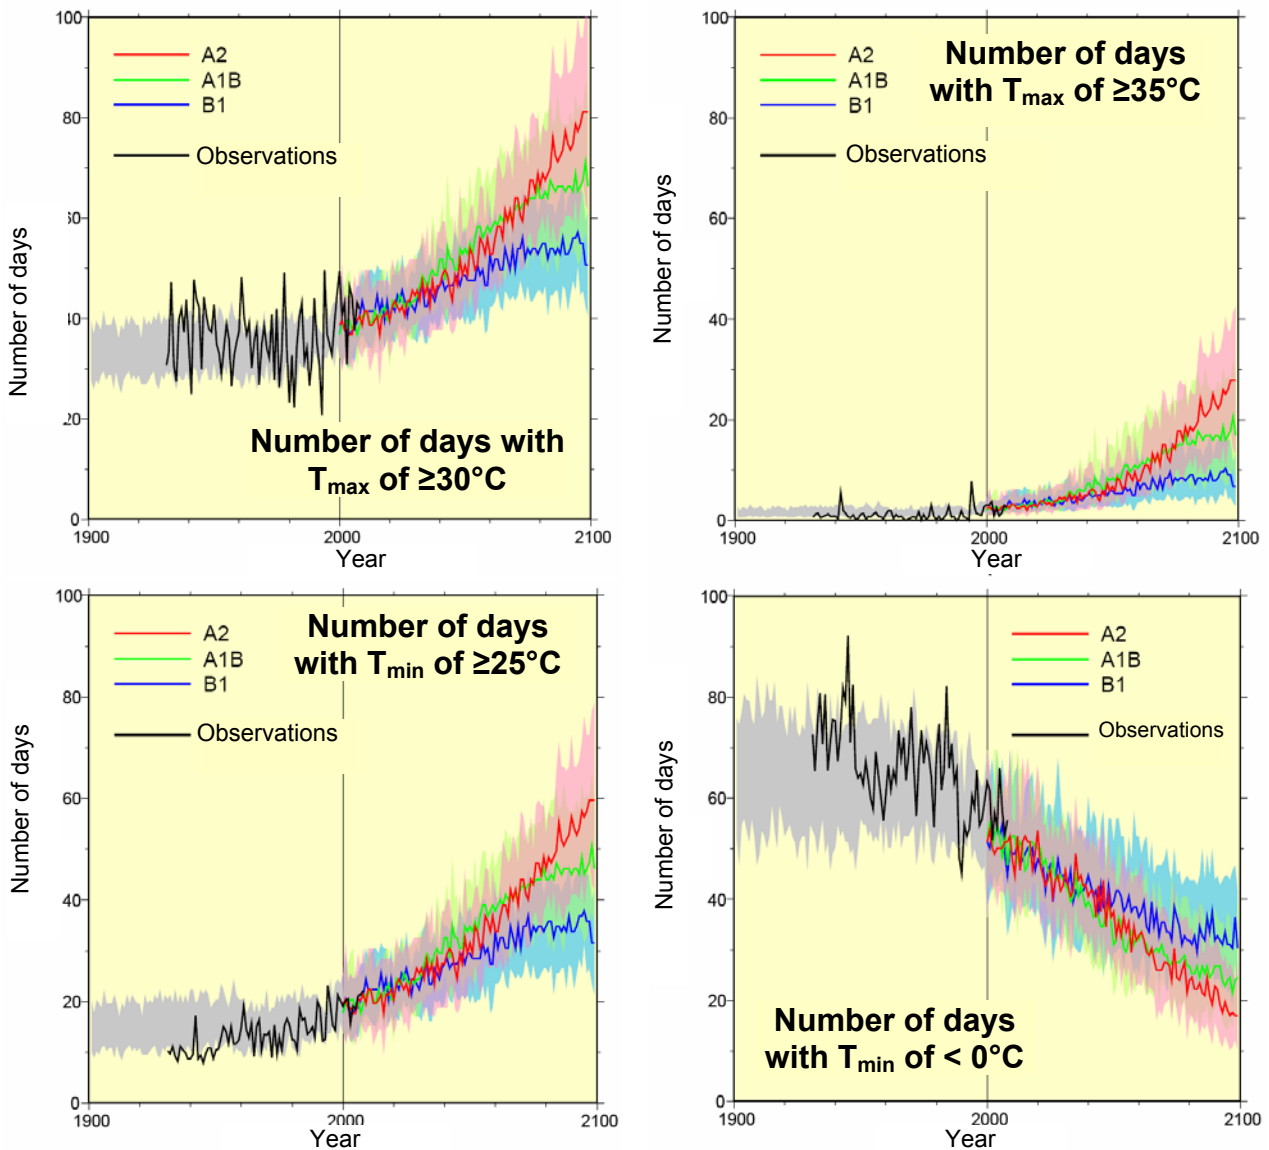 100
80
60
40
20
0
1900
2000
2100
Number of days
Year
A2
A1B
B1
Observations
Number of days with
Tmax of ≥30°C
100
80
60
40
20
0
1900
2000
2100
Number of days
Year
A2
A1B
B1
Observations
Number of days
with Tmax of ≥35°C
100
80
60
40
20
0
1900
2000
2100
Number of days
Year
A2
A1B
B1
Observations
Number of days
with Tmin of ≥25°C
100
80
60
40
20
0
1900
2000
2100
Number of days
Year
A2
A1B
B1
Observations
Number of days
with Tmin of < 0°C